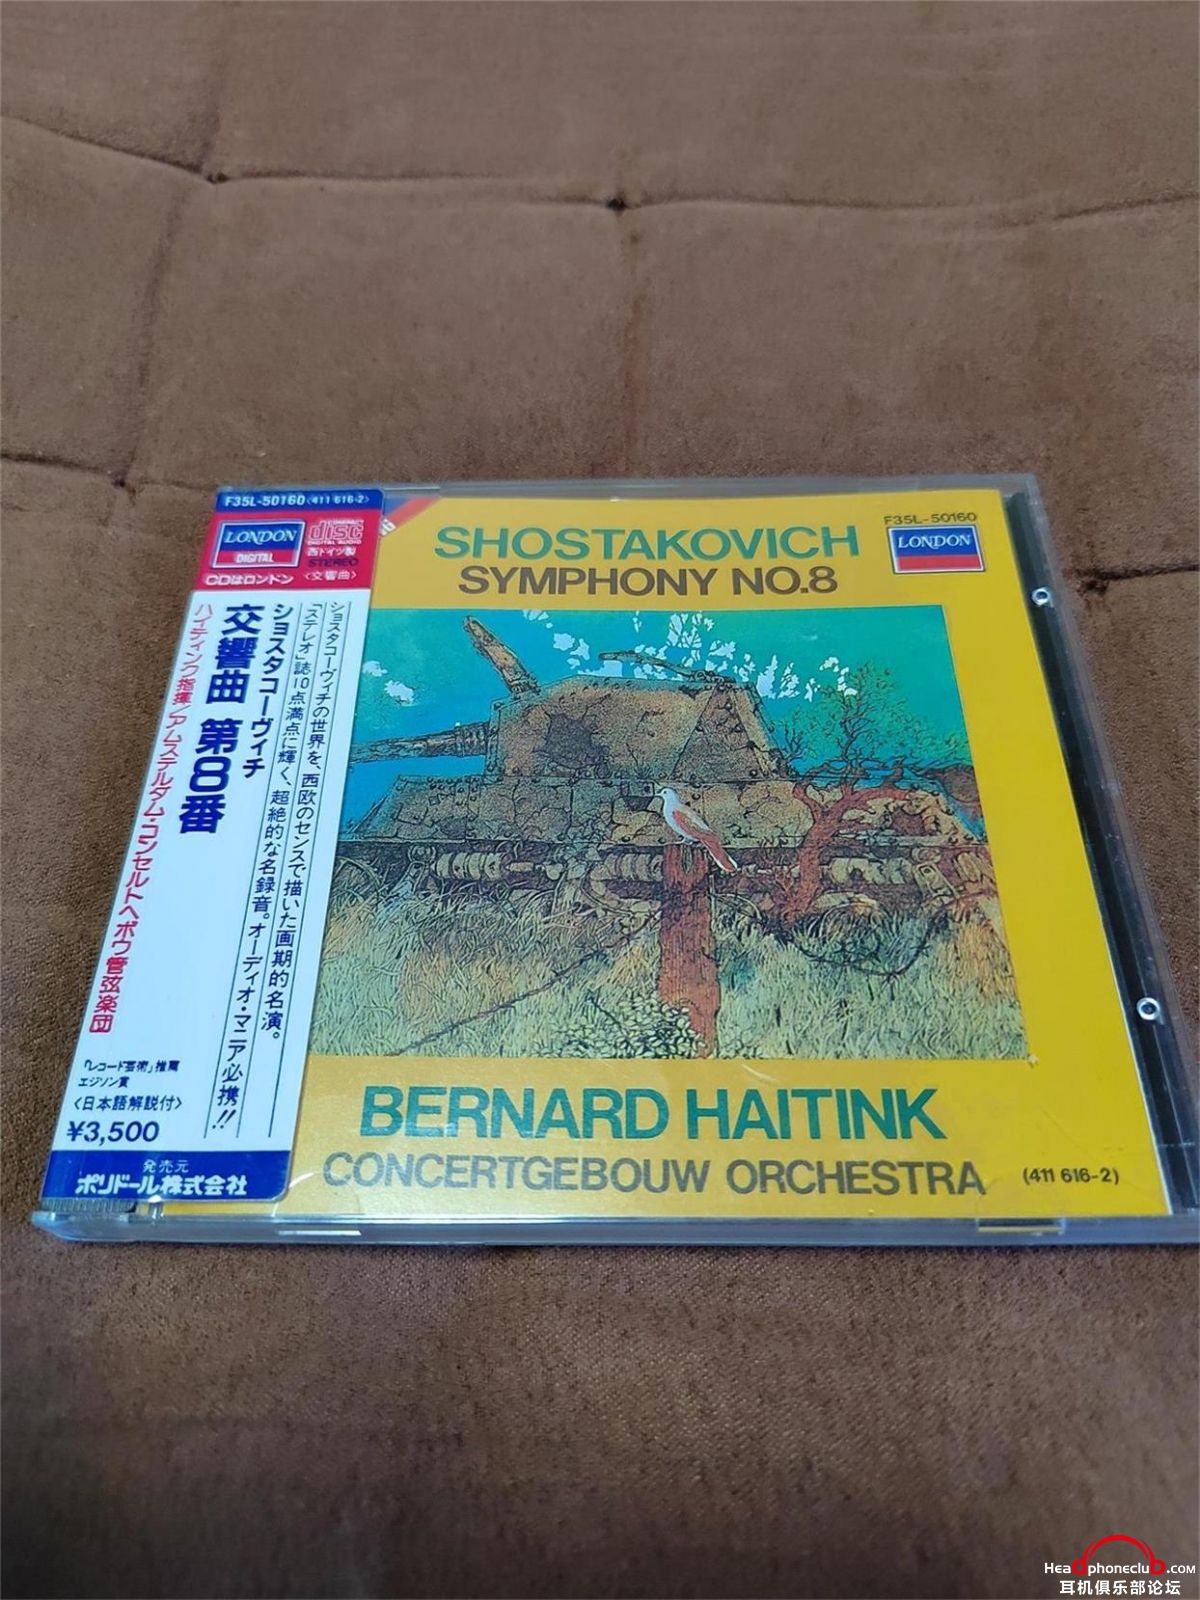 F35L-50160〈411 616-2〉
LONDON
DIGITAL
COMPACT
disc
DIGITAL AUDIO
西ドイツ製
STEREO
CDはロンドン
〈交響曲〉
ショスタコーヴィチの世界を、西欧のセンスで描いた画期的名演。
「ステレオ」誌10点満点に輝く、超絶的な名録音。オーディオ・マニア必携!!
ショスタコーヴィチ
交響曲 第8番
ハイティンク指揮/アムステルダム・コンセルトヘボウ管弦楽団
「レコード芸術」推薦
エジソン賞
〈日本語解説付〉
¥3,500
発売元
ポリドール株式会社
SHOSTAKOVICH
SYMPHONY NO.8
F35L-50160
LONDON
BERNARD HAITINK
CONCERTGEBOUW ORCHESTRA
(411 616-2)
Headphoneclub.com
耳机俱乐部论坛